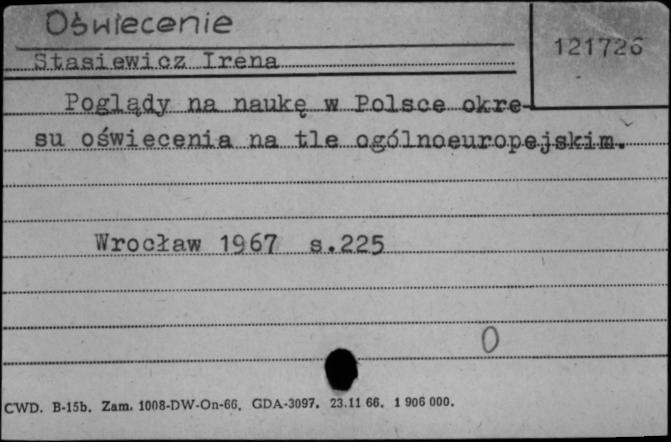 Oświecenie
121726
Stasiewicz Irena
Poglądy na naukę w Polsce okre-
su oświecenia na tle ogólnoeuropejskim.
Wrocław 1967 s.225
0
CWD. B-15b. Zam. 1008-DW-On-66. GDA-3097. 23.11 66. 1 906 000.